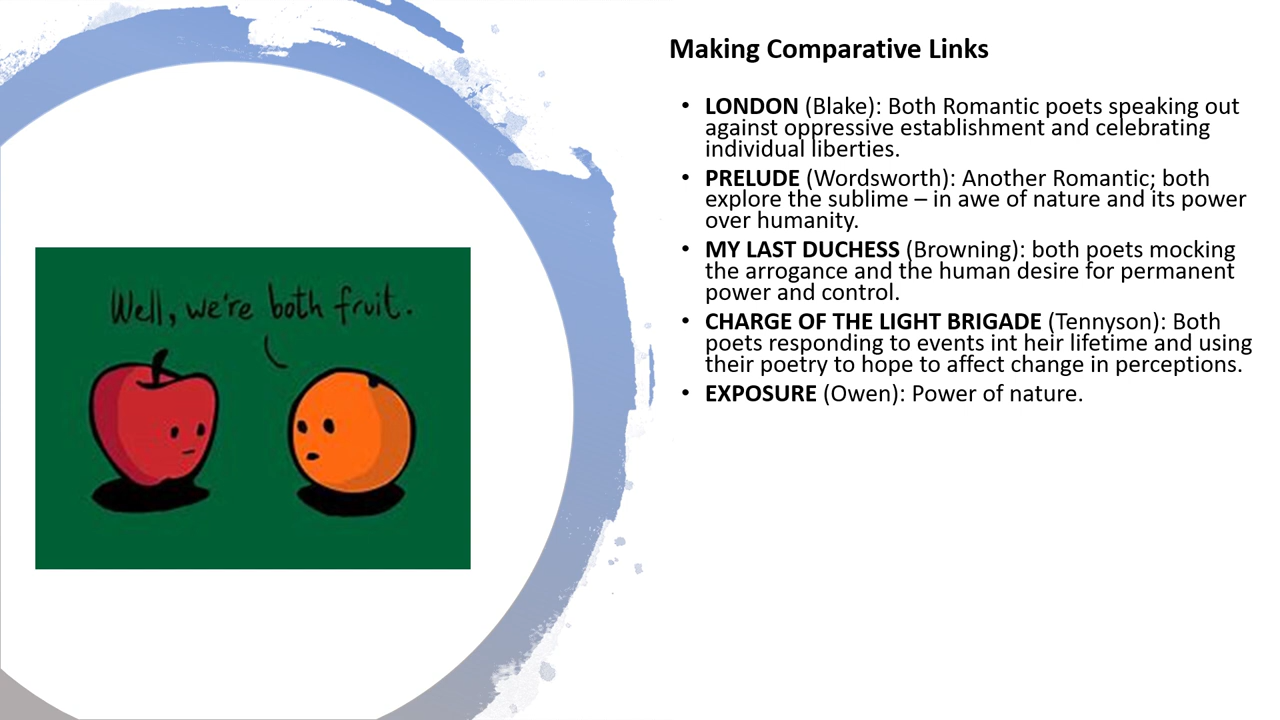 Making Comparative Links
• LONDON (Blake): Both Romantic poets speaking out
against oppressive establishment and celebrating
individual liberties.
• PRELUDE (Wordsworth): Another Romantic; both
explore the sublime – in awe of nature and its power
over humanity.
• MY LAST DUCHESS (Browning): both poets mocking
the arrogance and the human desire for permanent
power and control.
• CHARGE OF THE LIGHT BRIGADE (Tennyson): Both
poets responding to events int heir lifetime and using
their poetry to hope to affect change in perceptions.
• EXPOSURE (Owen): Power of nature.
Well, we're both fruit.